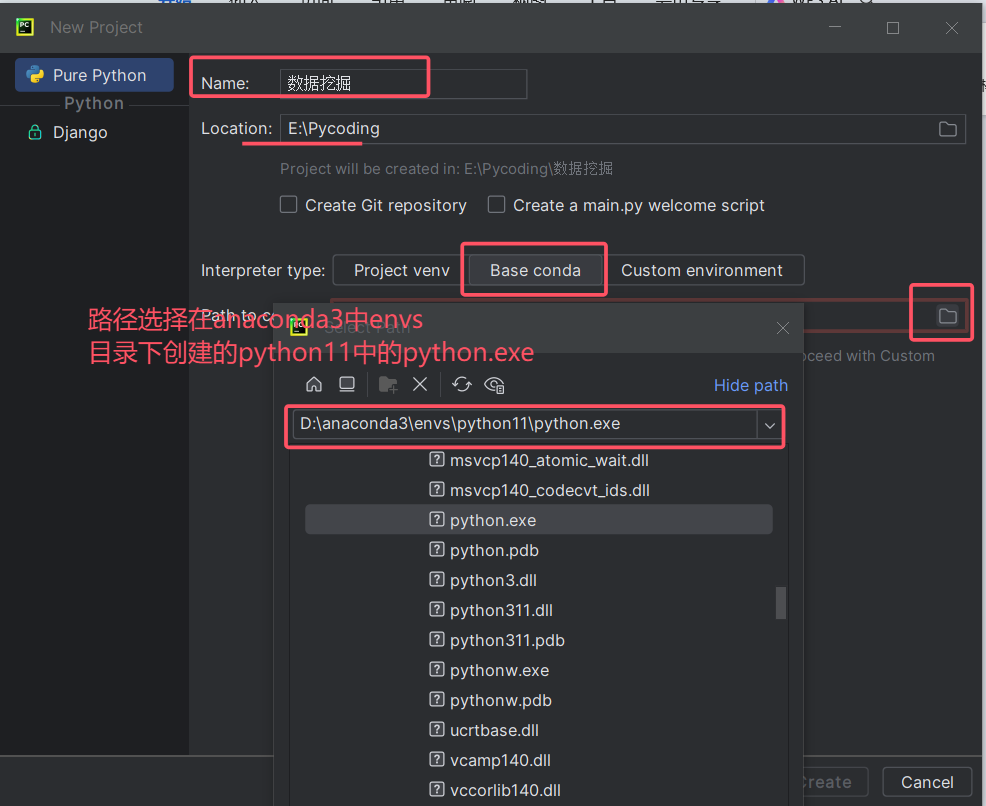 New Project
Pure Python
Python
Django
Name:
数据挖掘
Location:
E:\Pycoding
Project will be created in: E:\Pycoding\数据挖掘
Create Git repository
Create a main.py welcome script
Interpreter type:
Project venv
Base conda
Custom environment
Path to c
路径选择在anaconda3中envs
目录下创建的python11中的python.exe
Select Path
oceed with Custom
Hide path
D:\anaconda3\envs\python11\python.exe
msvcp140_atomic_wait.dll
msvcp140_codecvt_ids.dll
python.exe
python.pdb
python3.dll
python311.dll
python311.pdb
pythonw.exe
pythonw.pdb
ucrtbase.dll
vcamp140.dll
vccorlib140.dll
Create
Cancel